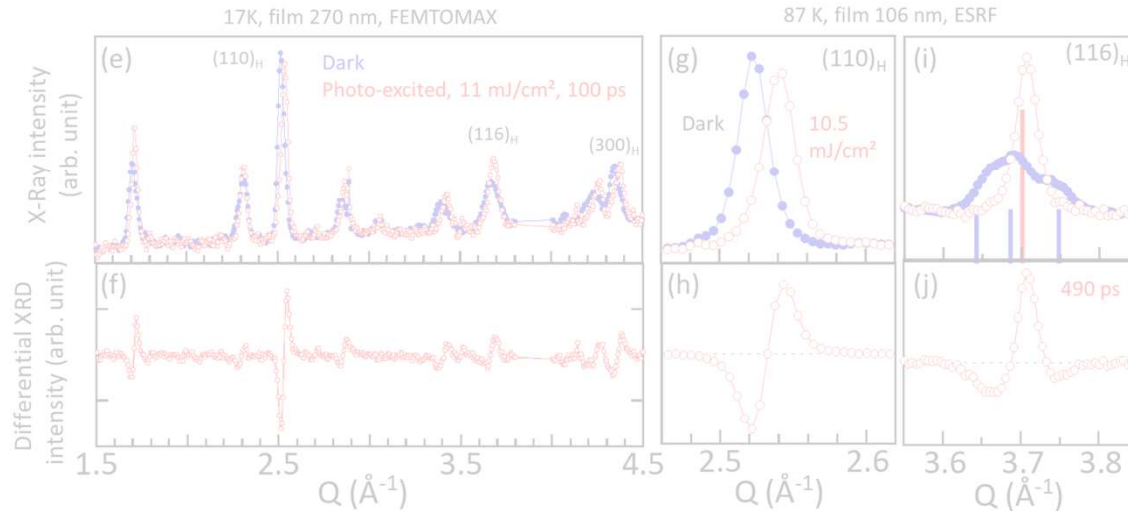 17K, film 270 nm, FEMTOMAX
87 K, film 106 nm, ESRF
X-Ray intensity
(arb. unit)
(e)
(110)H
Dark
Photo-excited, 11 mJ/cm², 100 ps
(116)H
(300)H
(g)
(110)H
Dark
10.5
mJ/cm²
(i)
(116)H
Differential XRD
intensity (arb. unit)
(f)
(h)
(j)
490 ps
1.5 2.5 3.5 4.5
2.5 2.6
3.6 3.7 3.8
Q (Å⁻¹)
Q (Å⁻¹)
Q (Å⁻¹)